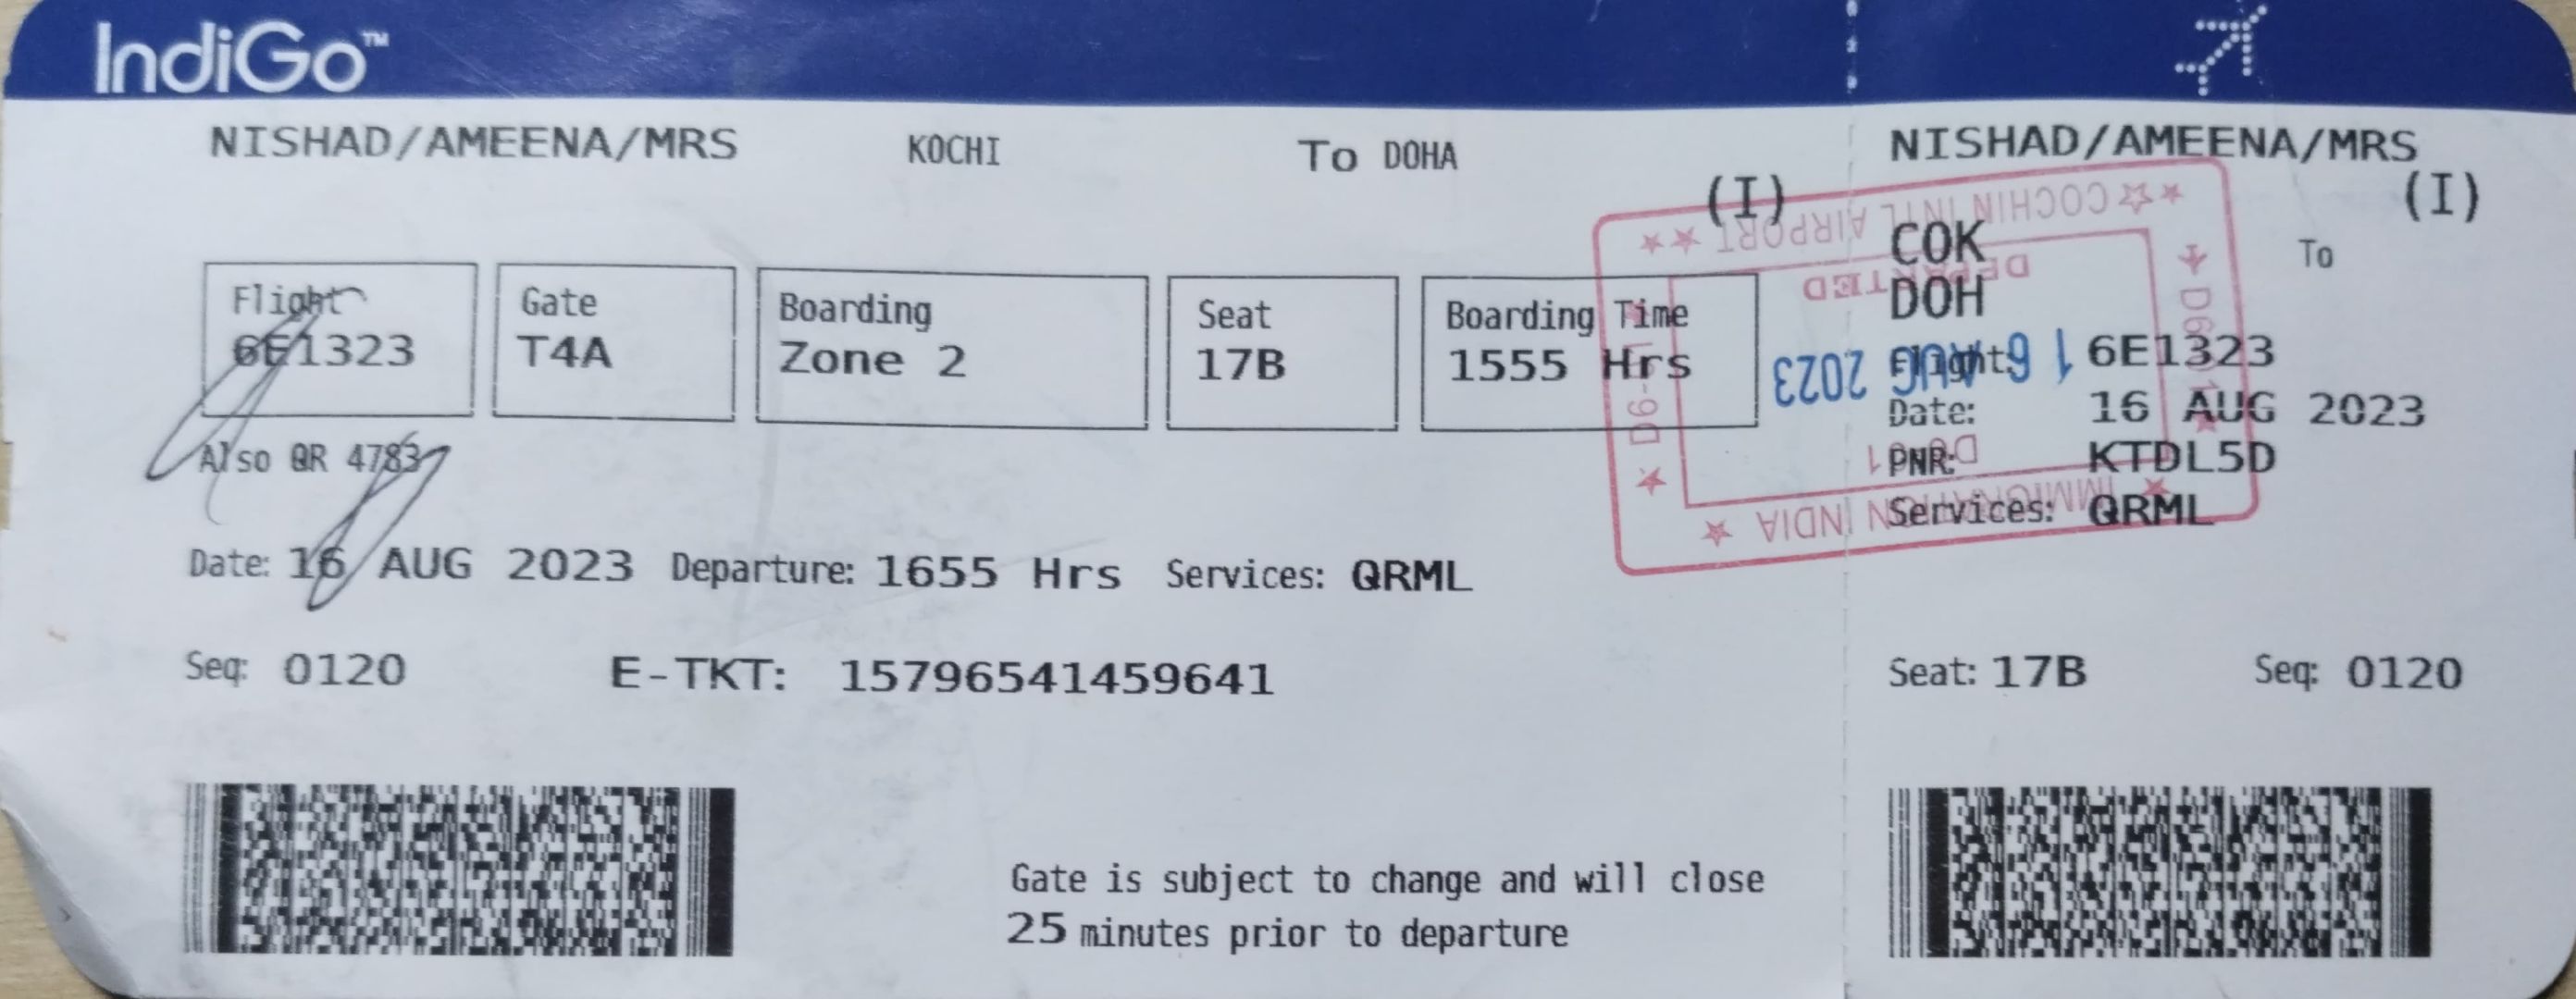 IndiGo™
NISHAD/AMEENA/MRS KOCHI To DOHA
(I)
Flight Gate Boarding Seat Boarding Time
6E1323 T4A Zone 2 17B 1555 Hrs
Also QR 4783
Date: 16 AUG 2023 Departure: 1655 Hrs Services: QRML
Seq: 0120 E-TKT: 15796541459641
Gate is subject to change and will close
25 minutes prior to departure
NISHAD/AMEENA/MRS
(I)
COK To
DOH
Flight: 6E1323
Date: 16 AUG 2023
PNR: KTDL5D
Services: QRML
Seat: 17B Seq: 0120
IMMIGRATION INDIA
16 AUG 2023
DEPARTED
COCHIN INTL AIRPORT